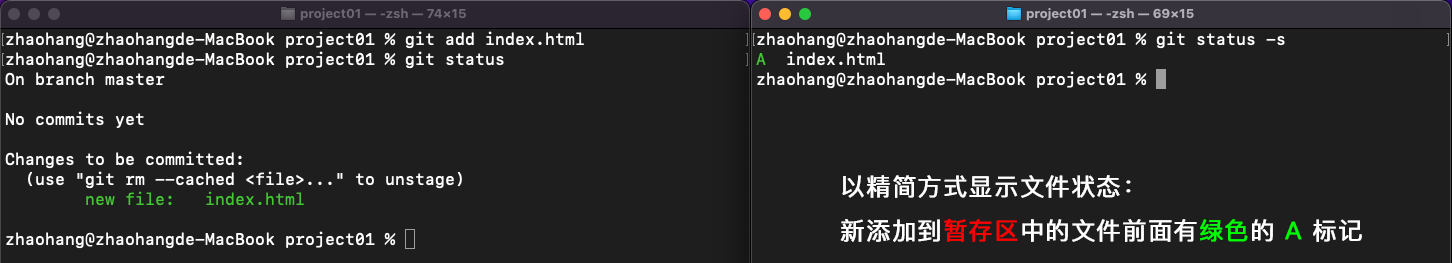 project01 — -zsh — 74×15
[zhaohang@zhaohangde-MacBook project01 % git add index.html ]
[zhaohang@zhaohangde-MacBook project01 % git status ]
On branch master
No commits yet
Changes to be committed:
(use "git rm --cached <file>..." to unstage)
new file: index.html
zhaohang@zhaohangde-MacBook project01 %
project01 — -zsh — 69×15
[zhaohang@zhaohangde-MacBook project01 % git status -s ]
A index.html
zhaohang@zhaohangde-MacBook project01 %
以精简方式显示文件状态：
新添加到暂存区中的文件前面有绿色的 A 标记